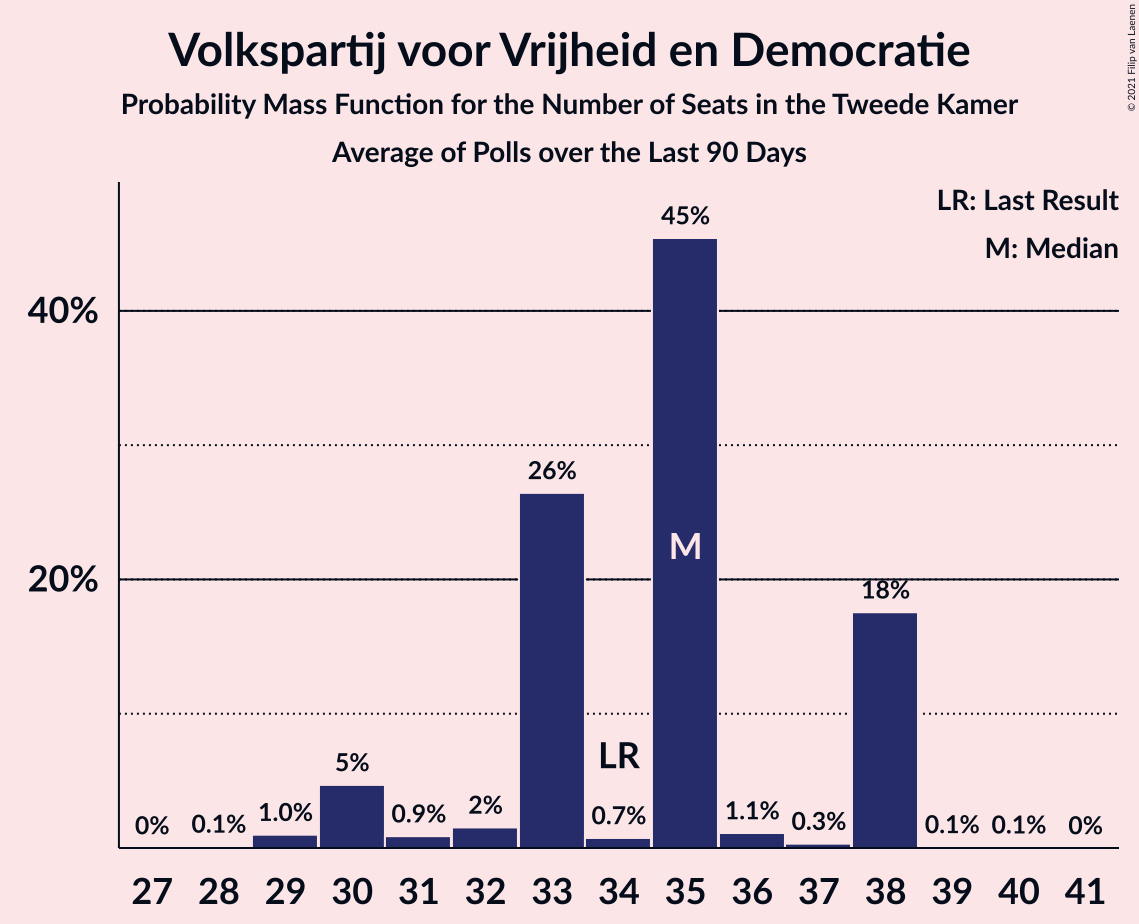 Volkspartij voor Vrijheid en Democratie
Probability Mass Function for the Number of Seats in the Tweede Kamer
Average of Polls over the Last 90 Days
© 2021 Filip van Laenen
LR: Last Result
M: Median
45%
40%
26%
M
20%
18%
LR
5%
0% 0.1% 1.0% 0.9% 2% 0.7% 1.1% 0.3% 0.1% 0.1% 0%
27 28 29 30 31 32 33 34 35 36 37 38 39 40 41